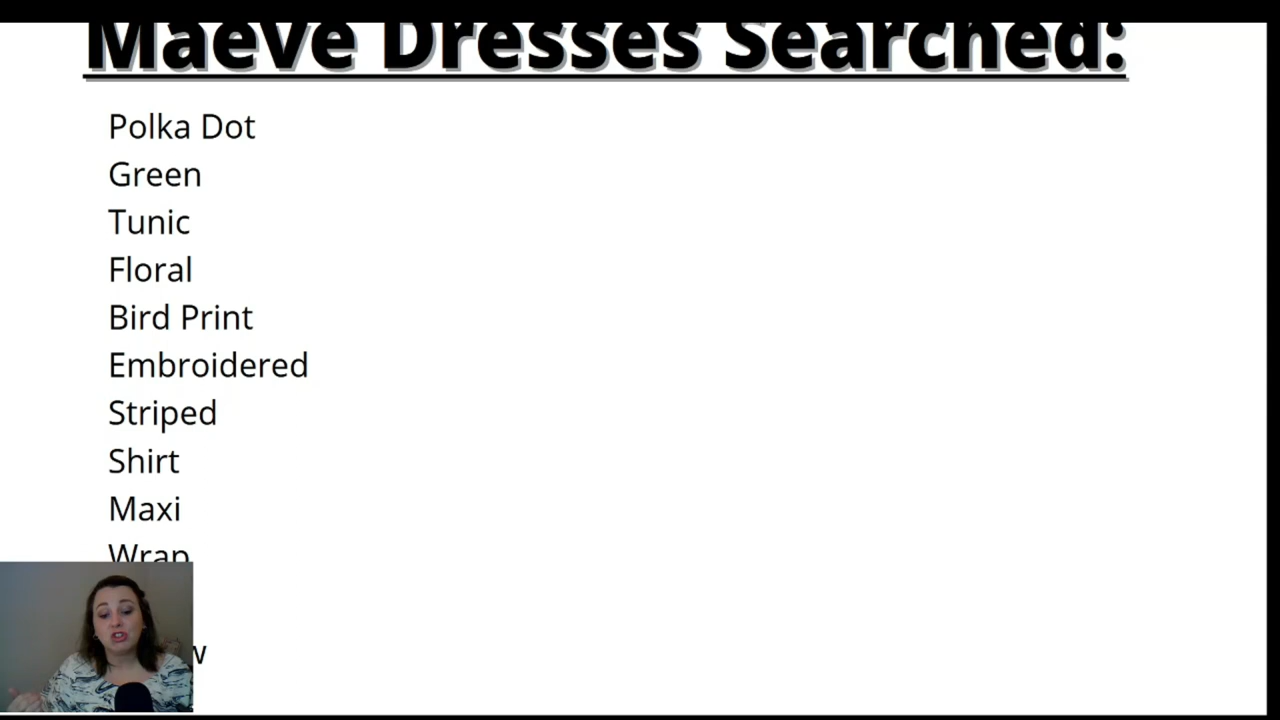 Maeve Dresses Searched:
Polka Dot
Green
Tunic
Floral
Bird Print
Embroidered
Striped
Shirt
Maxi
Wrap